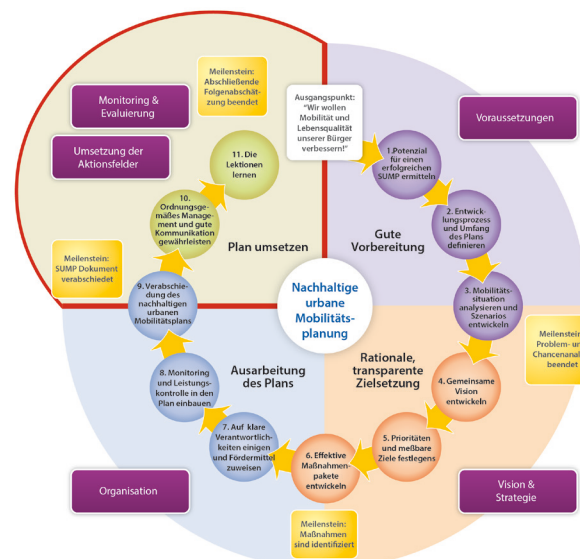 Ausgangspunkt:
"Wir wollen
Mobilität und
Lebensqualität
unserer Bürger
verbessern!"
Voraussetzungen
1.Potenzial
für einen
erfolgreichen
SUMP ermitteln
2. Entwick-
lungsprozess
und Umfang
des Plans
definieren
Gute
Vorbereitung
3. Mobilitäts-
situation
analysieren und
Szenarios
entwickeln
Meilenstein:
Problem- un
Chancenanal
beendet
Rationale,
transparente
Zielsetzung
4. Gemeinsame
Vision
entwickeln
5. Prioritäten
und meßbare
Ziele festlegens
Vision &
Strategie
6. Effektive
Maßnahmen-
pakete
entwickeln
Meilenstein:
Maßnahmen
sind identifiziert
Ausarbeitung
des Plans
7. Auf klare
Verantwortlich-
keiten einigen
und Fördermittel
zuweisen
Organisation
8. Monitoring
und Leistungs-
kontrolle in den
Plan einbauen
9. Verabschie-
dung des
nachhaltigen
urbanen
Mobilitätsplans
Meilenstein:
SUMP Dokument
verabschiedet
Plan umsetzen
10.
Ordnungsge-
mäßes Manage-
ment und gute
Kommunikation
gewährleisten
11. Die
Lektionen
lernen
Umsetzung der
Aktionsfelder
Monitoring &
Evaluierung
Meilenstein:
Abschließende
Folgenabschät-
zung beendet
Nachhaltige
urbane
Mobilitäts-
planung